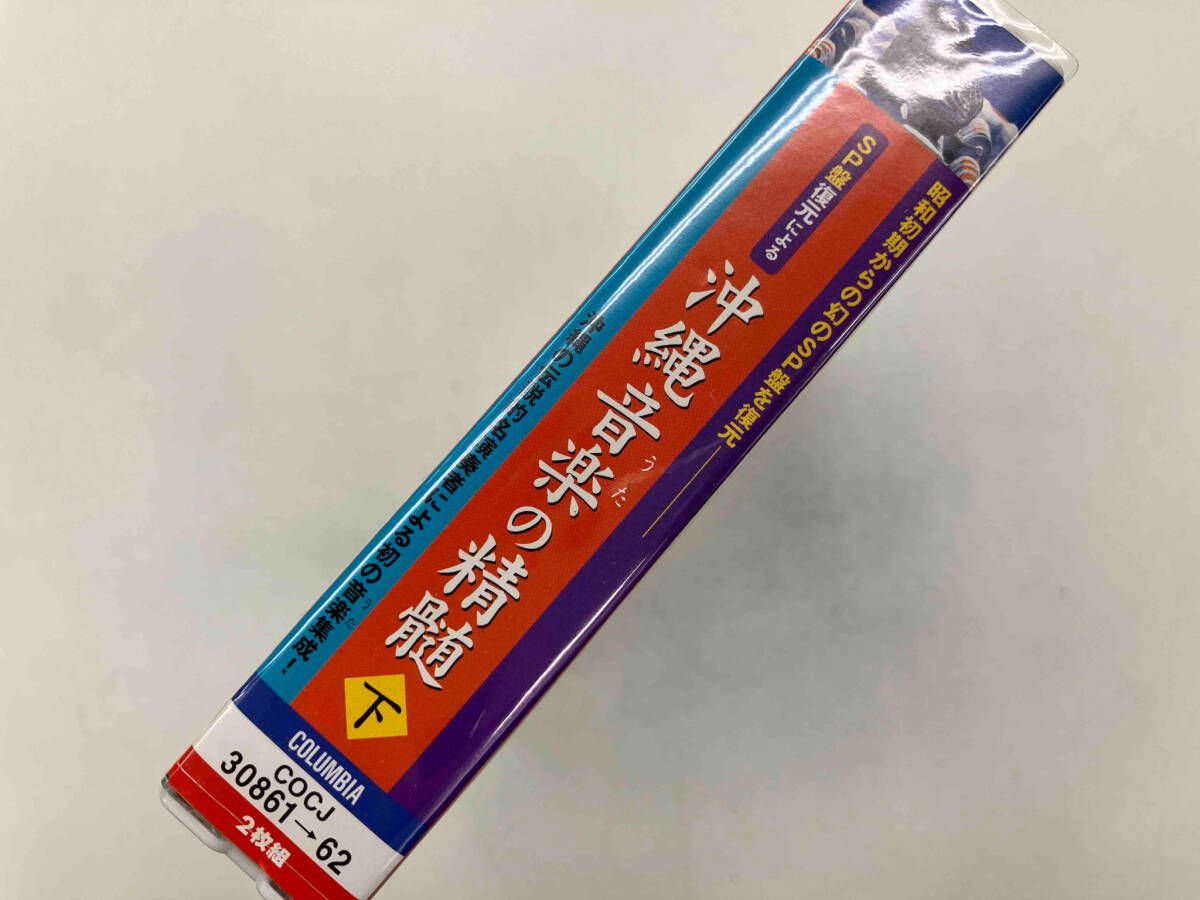 昭和初期からの幻のSP盤を復元――
SP盤復元による
沖縄音楽の精髄
うた
下
沖縄の伝説的名演奏者による初の音楽集成!
うた
COLUMBIA
COCJ
30861→62
2枚組